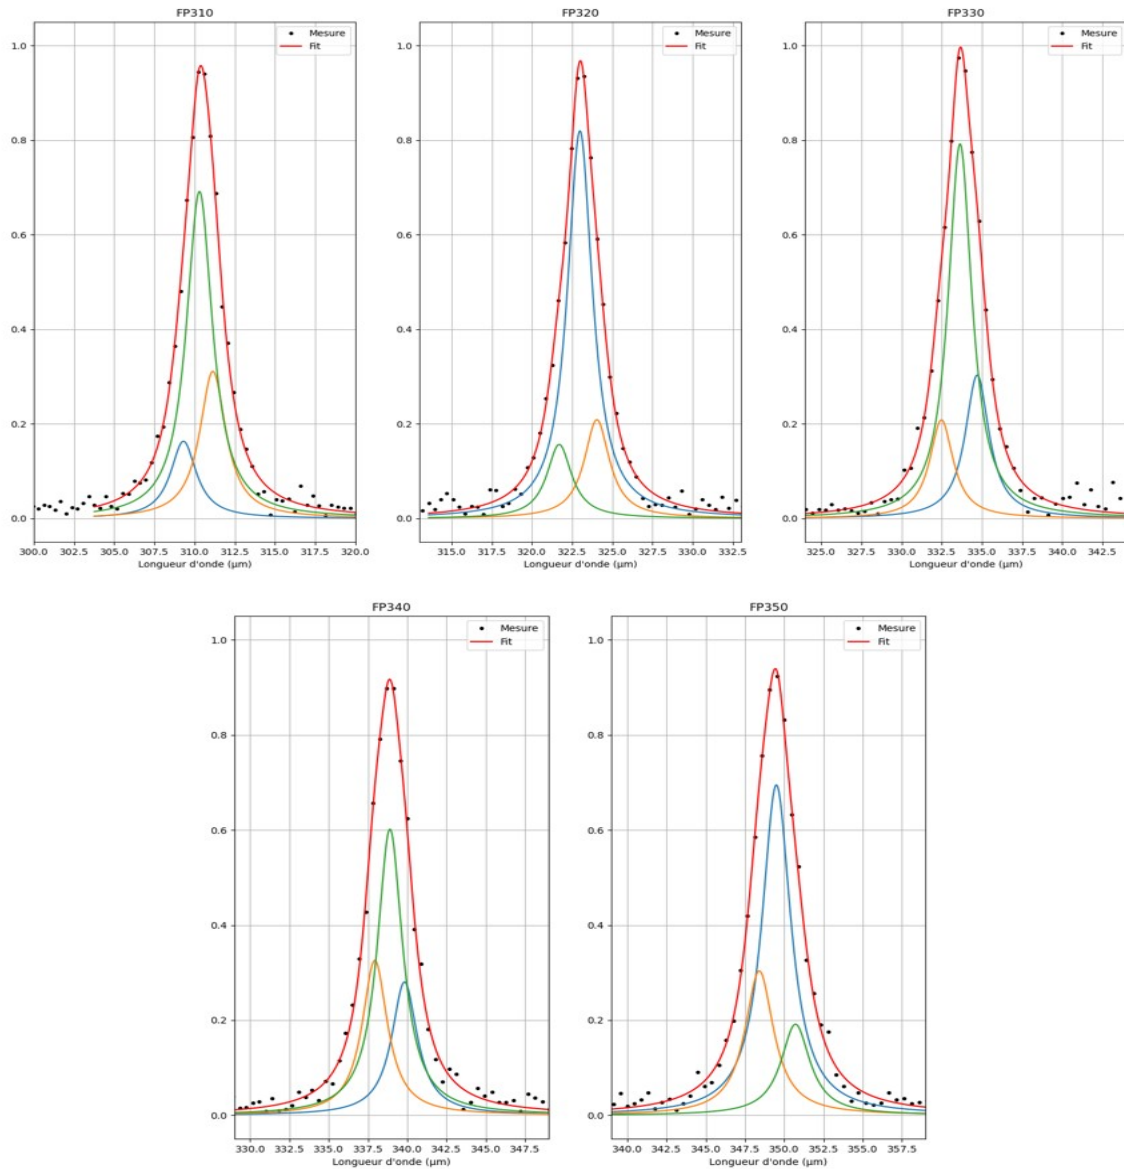 FP310
1.0
0.8
0.6
0.4
0.2
0.0
Mesure
Fit
300.0 302.5 305.0 307.5 310.0 312.5 315.0 317.5 320.0
Longueur d'onde (μm)
FP320
1.0
0.8
0.6
0.4
0.2
0.0
Mesure
Fit
315.0 317.5 320.0 322.5 325.0 327.5 330.0 332.5
Longueur d'onde (μm)
FP330
1.0
0.8
0.6
0.4
0.2
0.0
Mesure
Fit
325.0 327.5 330.0 332.5 335.0 337.5 340.0 342.5
Longueur d'onde (μm)
FP340
1.0
0.8
0.6
0.4
0.2
0.0
Mesure
Fit
330.0 332.5 335.0 337.5 340.0 342.5 345.0 347.5
Longueur d'onde (μm)
FP350
1.0
0.8
0.6
0.4
0.2
0.0
Mesure
Fit
340.0 342.5 345.0 347.5 350.0 352.5 355.0 357.5
Longueur d'onde (μm)